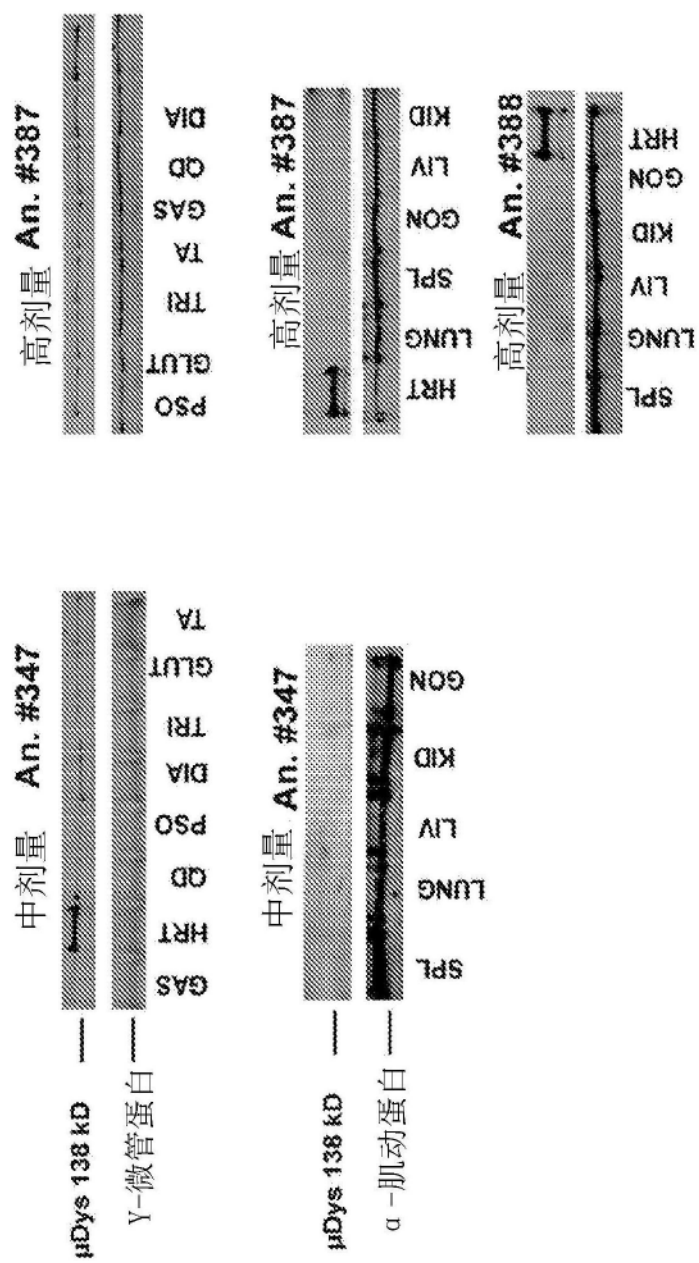 中剂量 An. #347
μDys 138 kD
Y-微管蛋白
GAS HRT QD PSO DIA TRI GLUT TA
高剂量 An. #387
PSO GLUT TRI TA GAS QD DIA
中剂量 An. #347
μDys 138 kD
α-肌动蛋白
SPL LUNG LIV KID GON
高剂量 An. #387
HRT LUNG SPL GON LIV KID
高剂量 An. #388
SPL LUNG LIV KID GON HRT